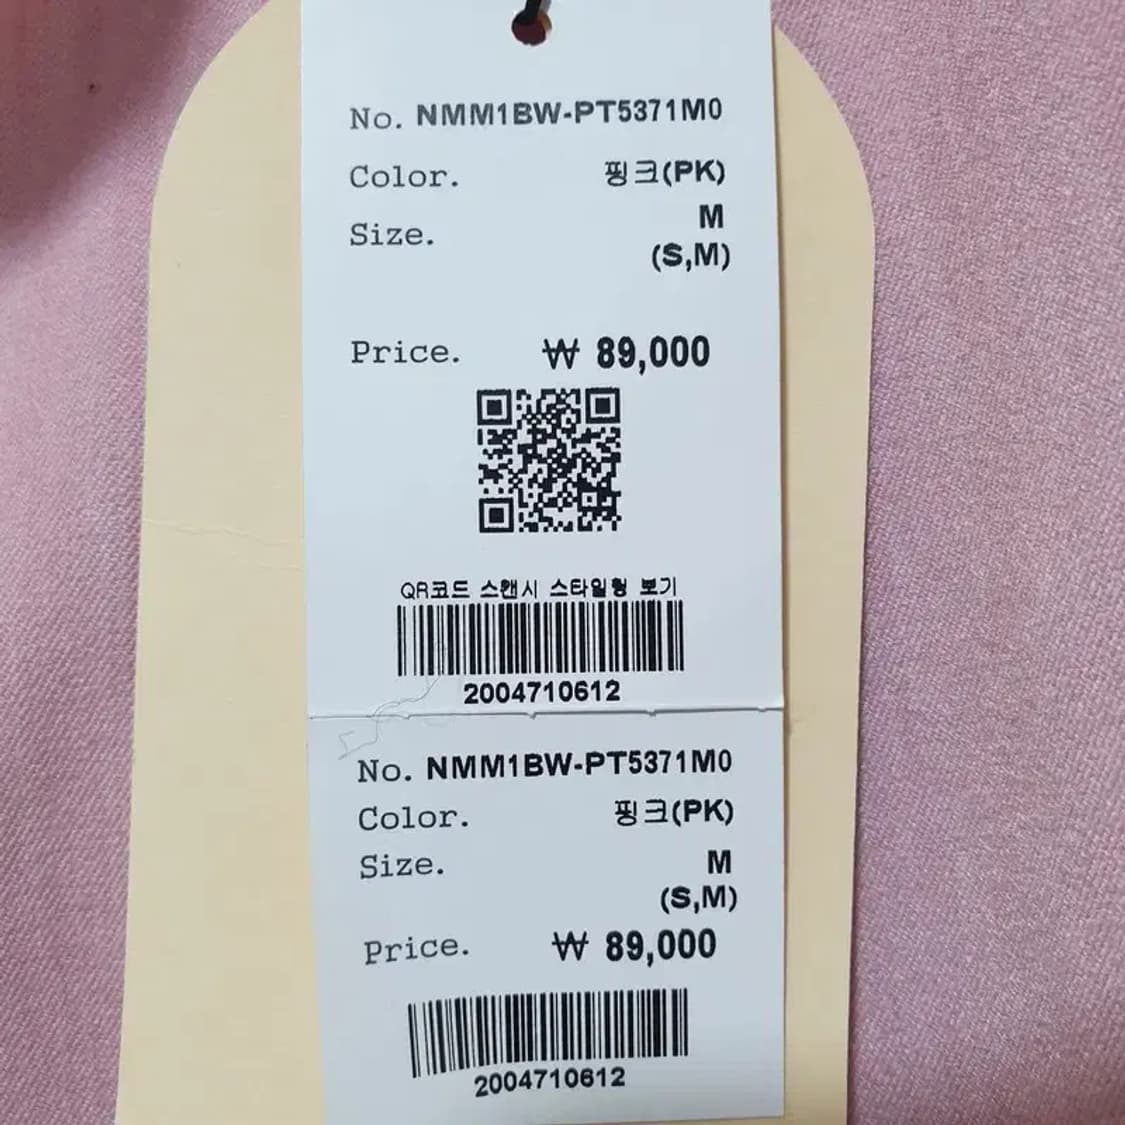 No. NMM1BW-PT5371M0
Color. 핑크(PK)
Size. M
(S,M)
Price. ₩ 89,000
QR코드 스캔시 스타일형 보기
2004710612
No. NMM1BW-PT5371M0
Color. 핑크(PK)
Size. M
(S,M)
Price. ₩ 89,000
2004710612